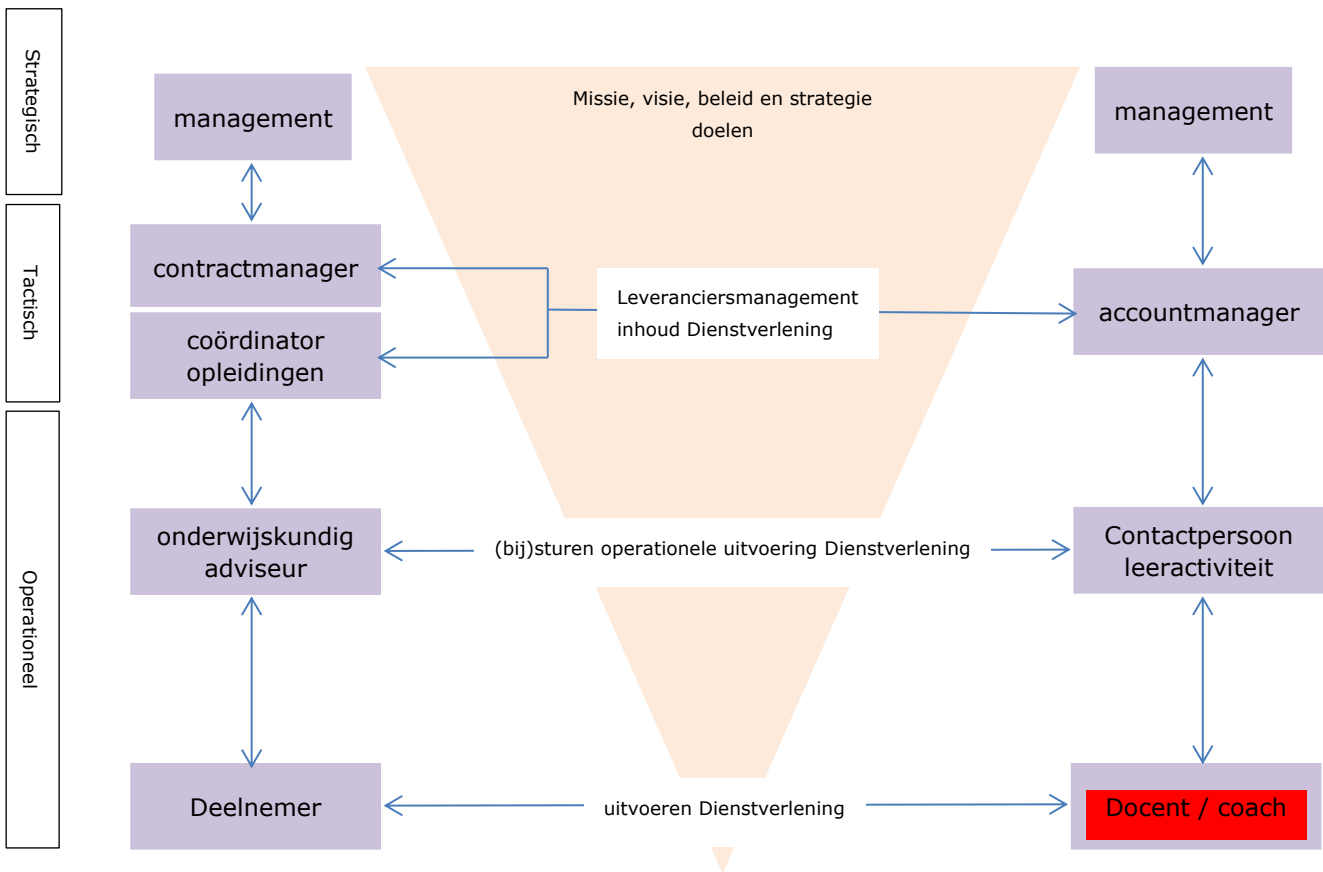 Strategisch
management
Missie, visie, beleid en strategie
doelen
management
Tactisch
contractmanager
coördinator
opleidingen
Leveranciersmanagement
inhoud Dienstverlening
accountmanager
Operationeel
onderwijskundig
adviseur
(bij)sturen operationele uitvoering Dienstverlening
Contactpersoon
leeractiviteit
Deelnemer
uitvoeren Dienstverlening
Docent / coach